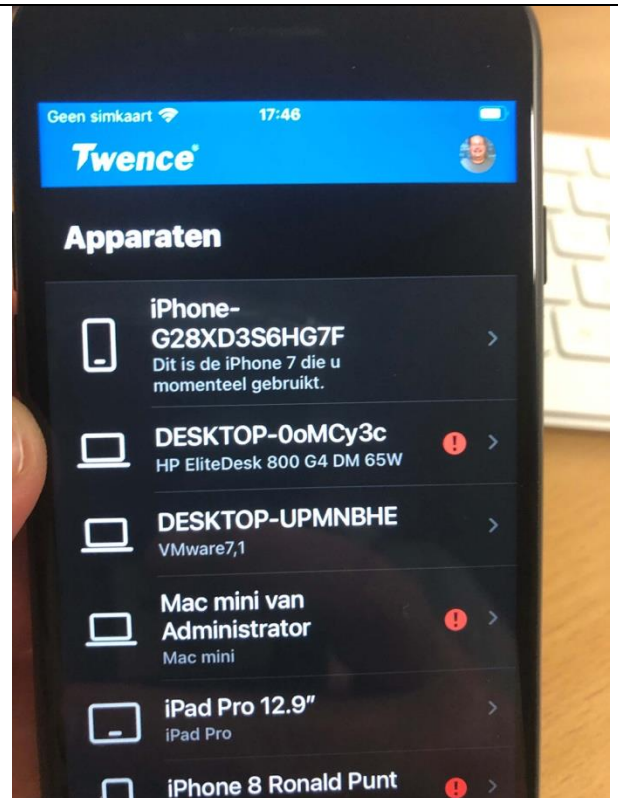 Geen simkaart 17:46
Twence
Apparaten
iPhone-
G28XD3S6HG7F
Dit is de iPhone 7 die u
momenteel gebruikt.
DESKTOP-0oMCy3c
HP EliteDesk 800 G4 DM 65W
DESKTOP-UPMNBHE
VMware7,1
Mac mini van
Administrator
Mac mini
iPad Pro 12.9″
iPad Pro
iPhone 8 Ronald Punt